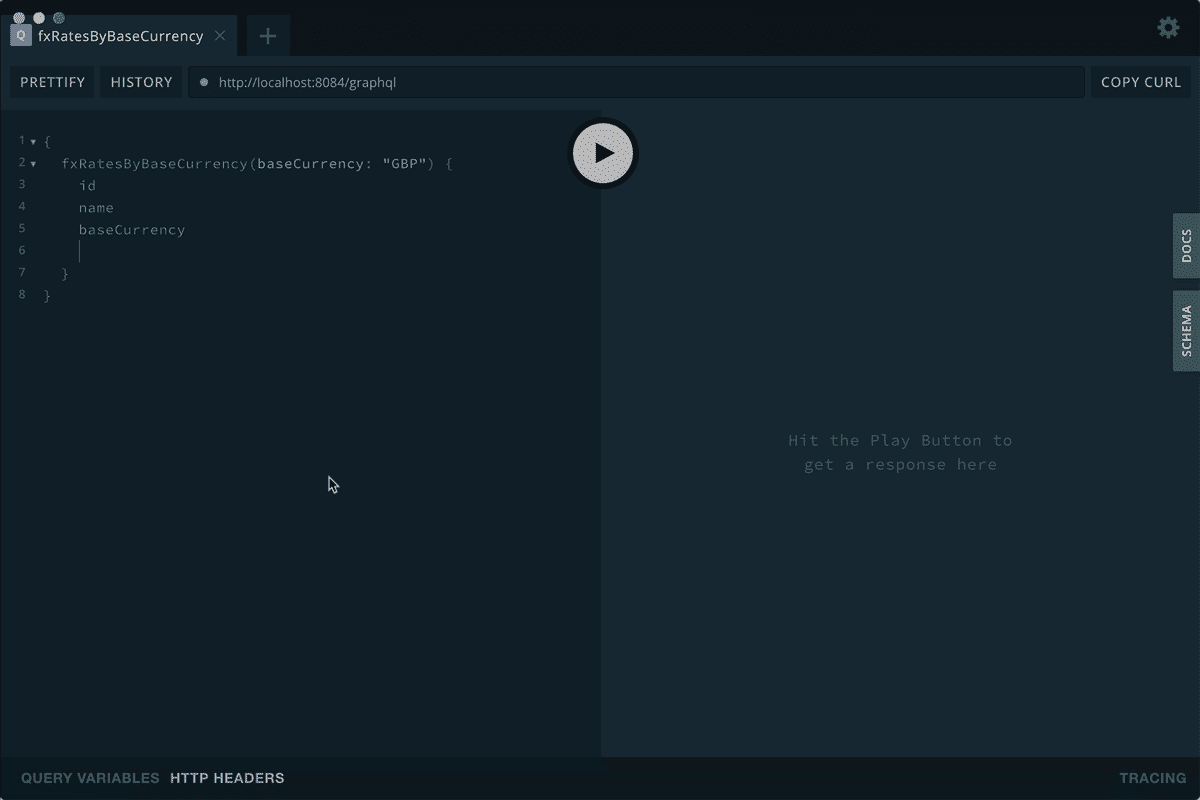 Q fxRatesByBaseCurrency
PRETTIFY HISTORY http://localhost:8084/graphql COPY CURL
1 {
2 fxRatesByBaseCurrency(baseCurrency: "GBP") {
3 id
4 name
5 baseCurrency
6
7 }
8 }
Hit the Play Button to
get a response here
DOCS
SCHEMA
QUERY VARIABLES HTTP HEADERS TRACING